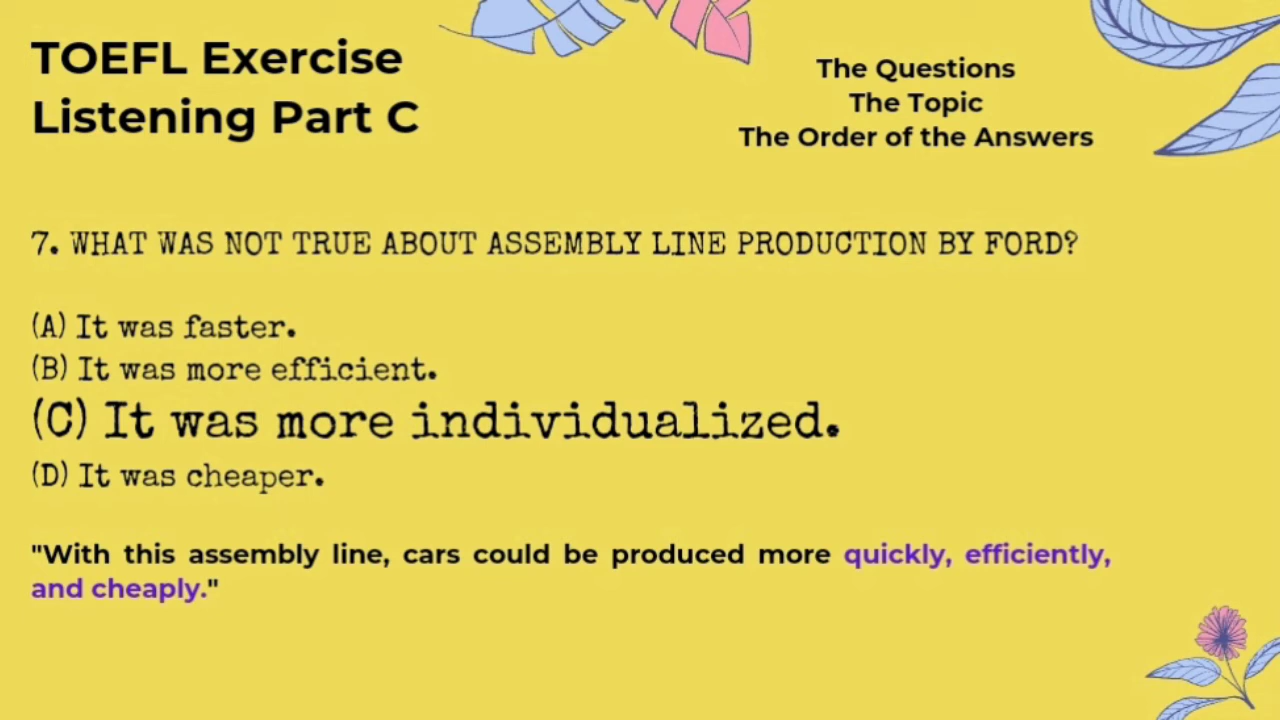 TOEFL Exercise
Listening Part C
The Questions
The Topic
The Order of the Answers
7. WHAT WAS NOT TRUE ABOUT ASSEMBLY LINE PRODUCTION BY FORD?
(A) It was faster.
(B) It was more efficient.
(C) It was more individualized.
(D) It was cheaper.
"With this assembly line, cars could be produced more quickly, efficiently,
and cheaply."